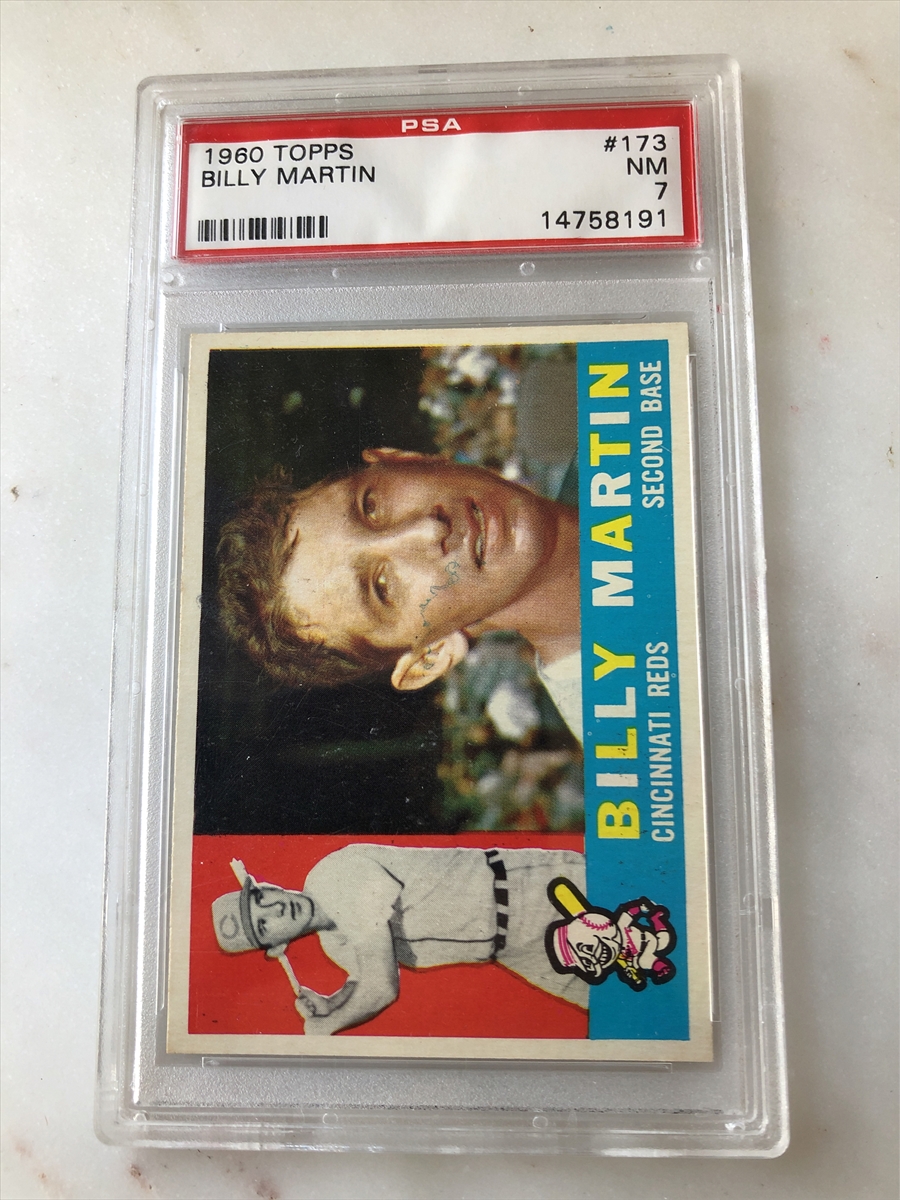 PSA
1960 TOPPS #173
BILLY MARTIN NM
7
14758191
BILLY MARTIN
CINCINNATI REDS SECOND BASE
C